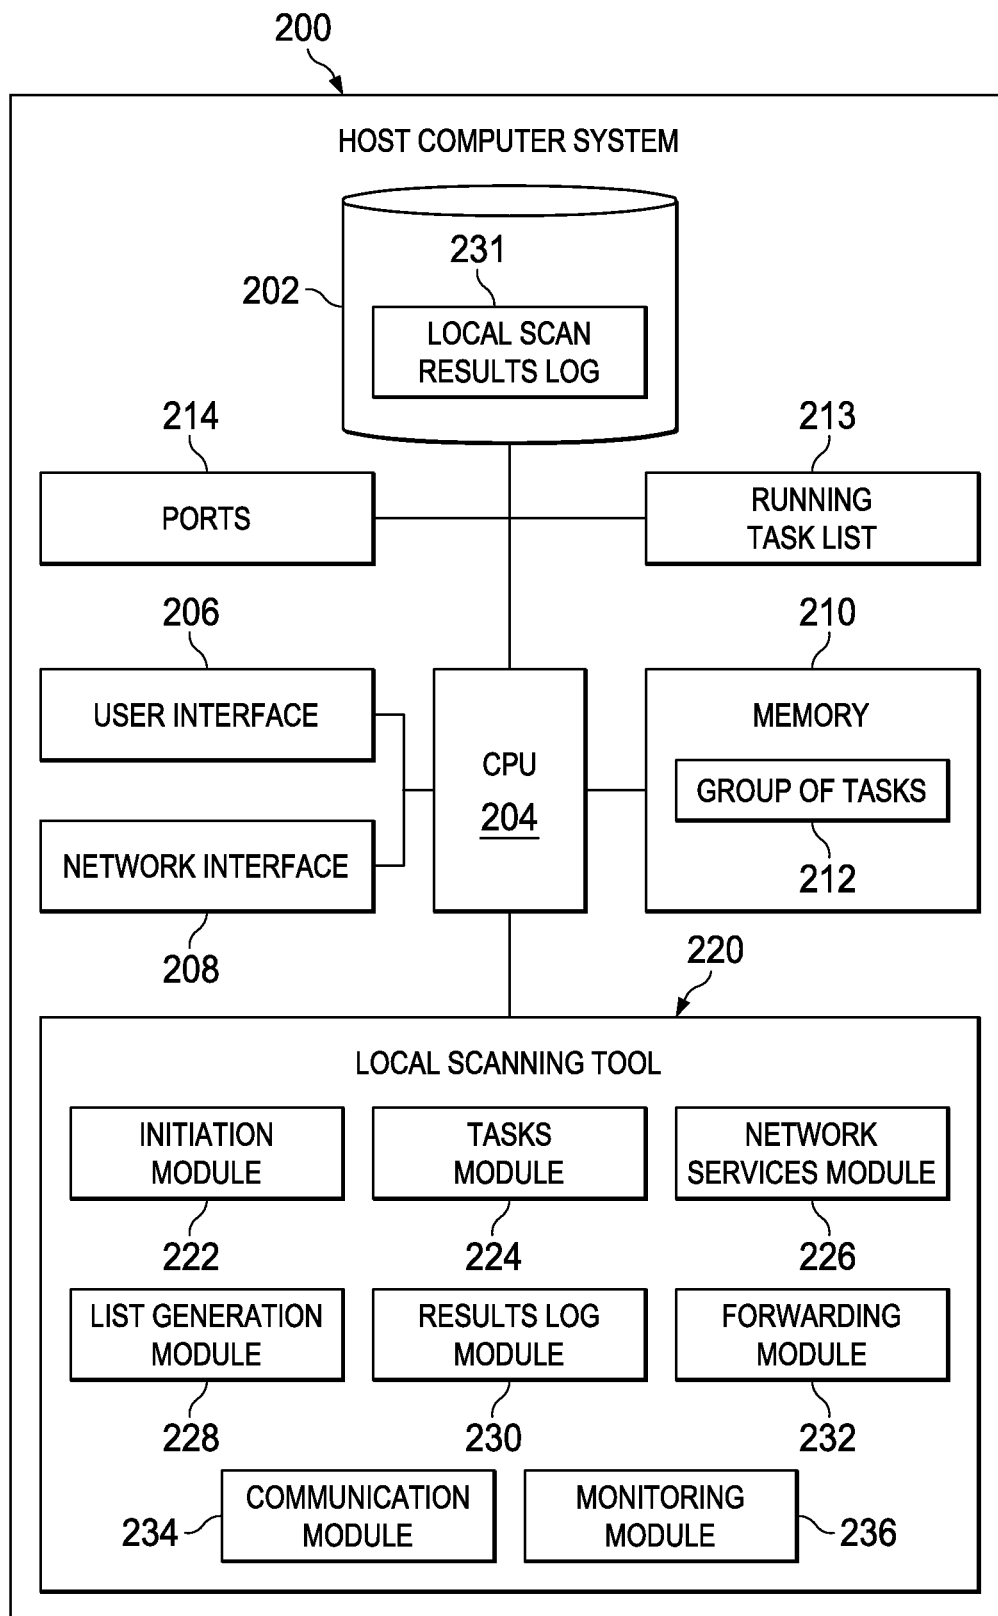 200
HOST COMPUTER SYSTEM
231
202
LOCAL SCAN
RESULTS LOG
214
213
PORTS
RUNNING
TASK LIST
206
210
USER INTERFACE
MEMORY
CPU
204
GROUP OF TASKS
NETWORK INTERFACE
212
208
220
LOCAL SCANNING TOOL
INITIATION
MODULE
TASKS
MODULE
NETWORK
SERVICES MODULE
222
224
226
LIST GENERATION
MODULE
RESULTS LOG
MODULE
FORWARDING
MODULE
228
230
232
COMMUNICATION
MODULE
MONITORING
MODULE
234
236